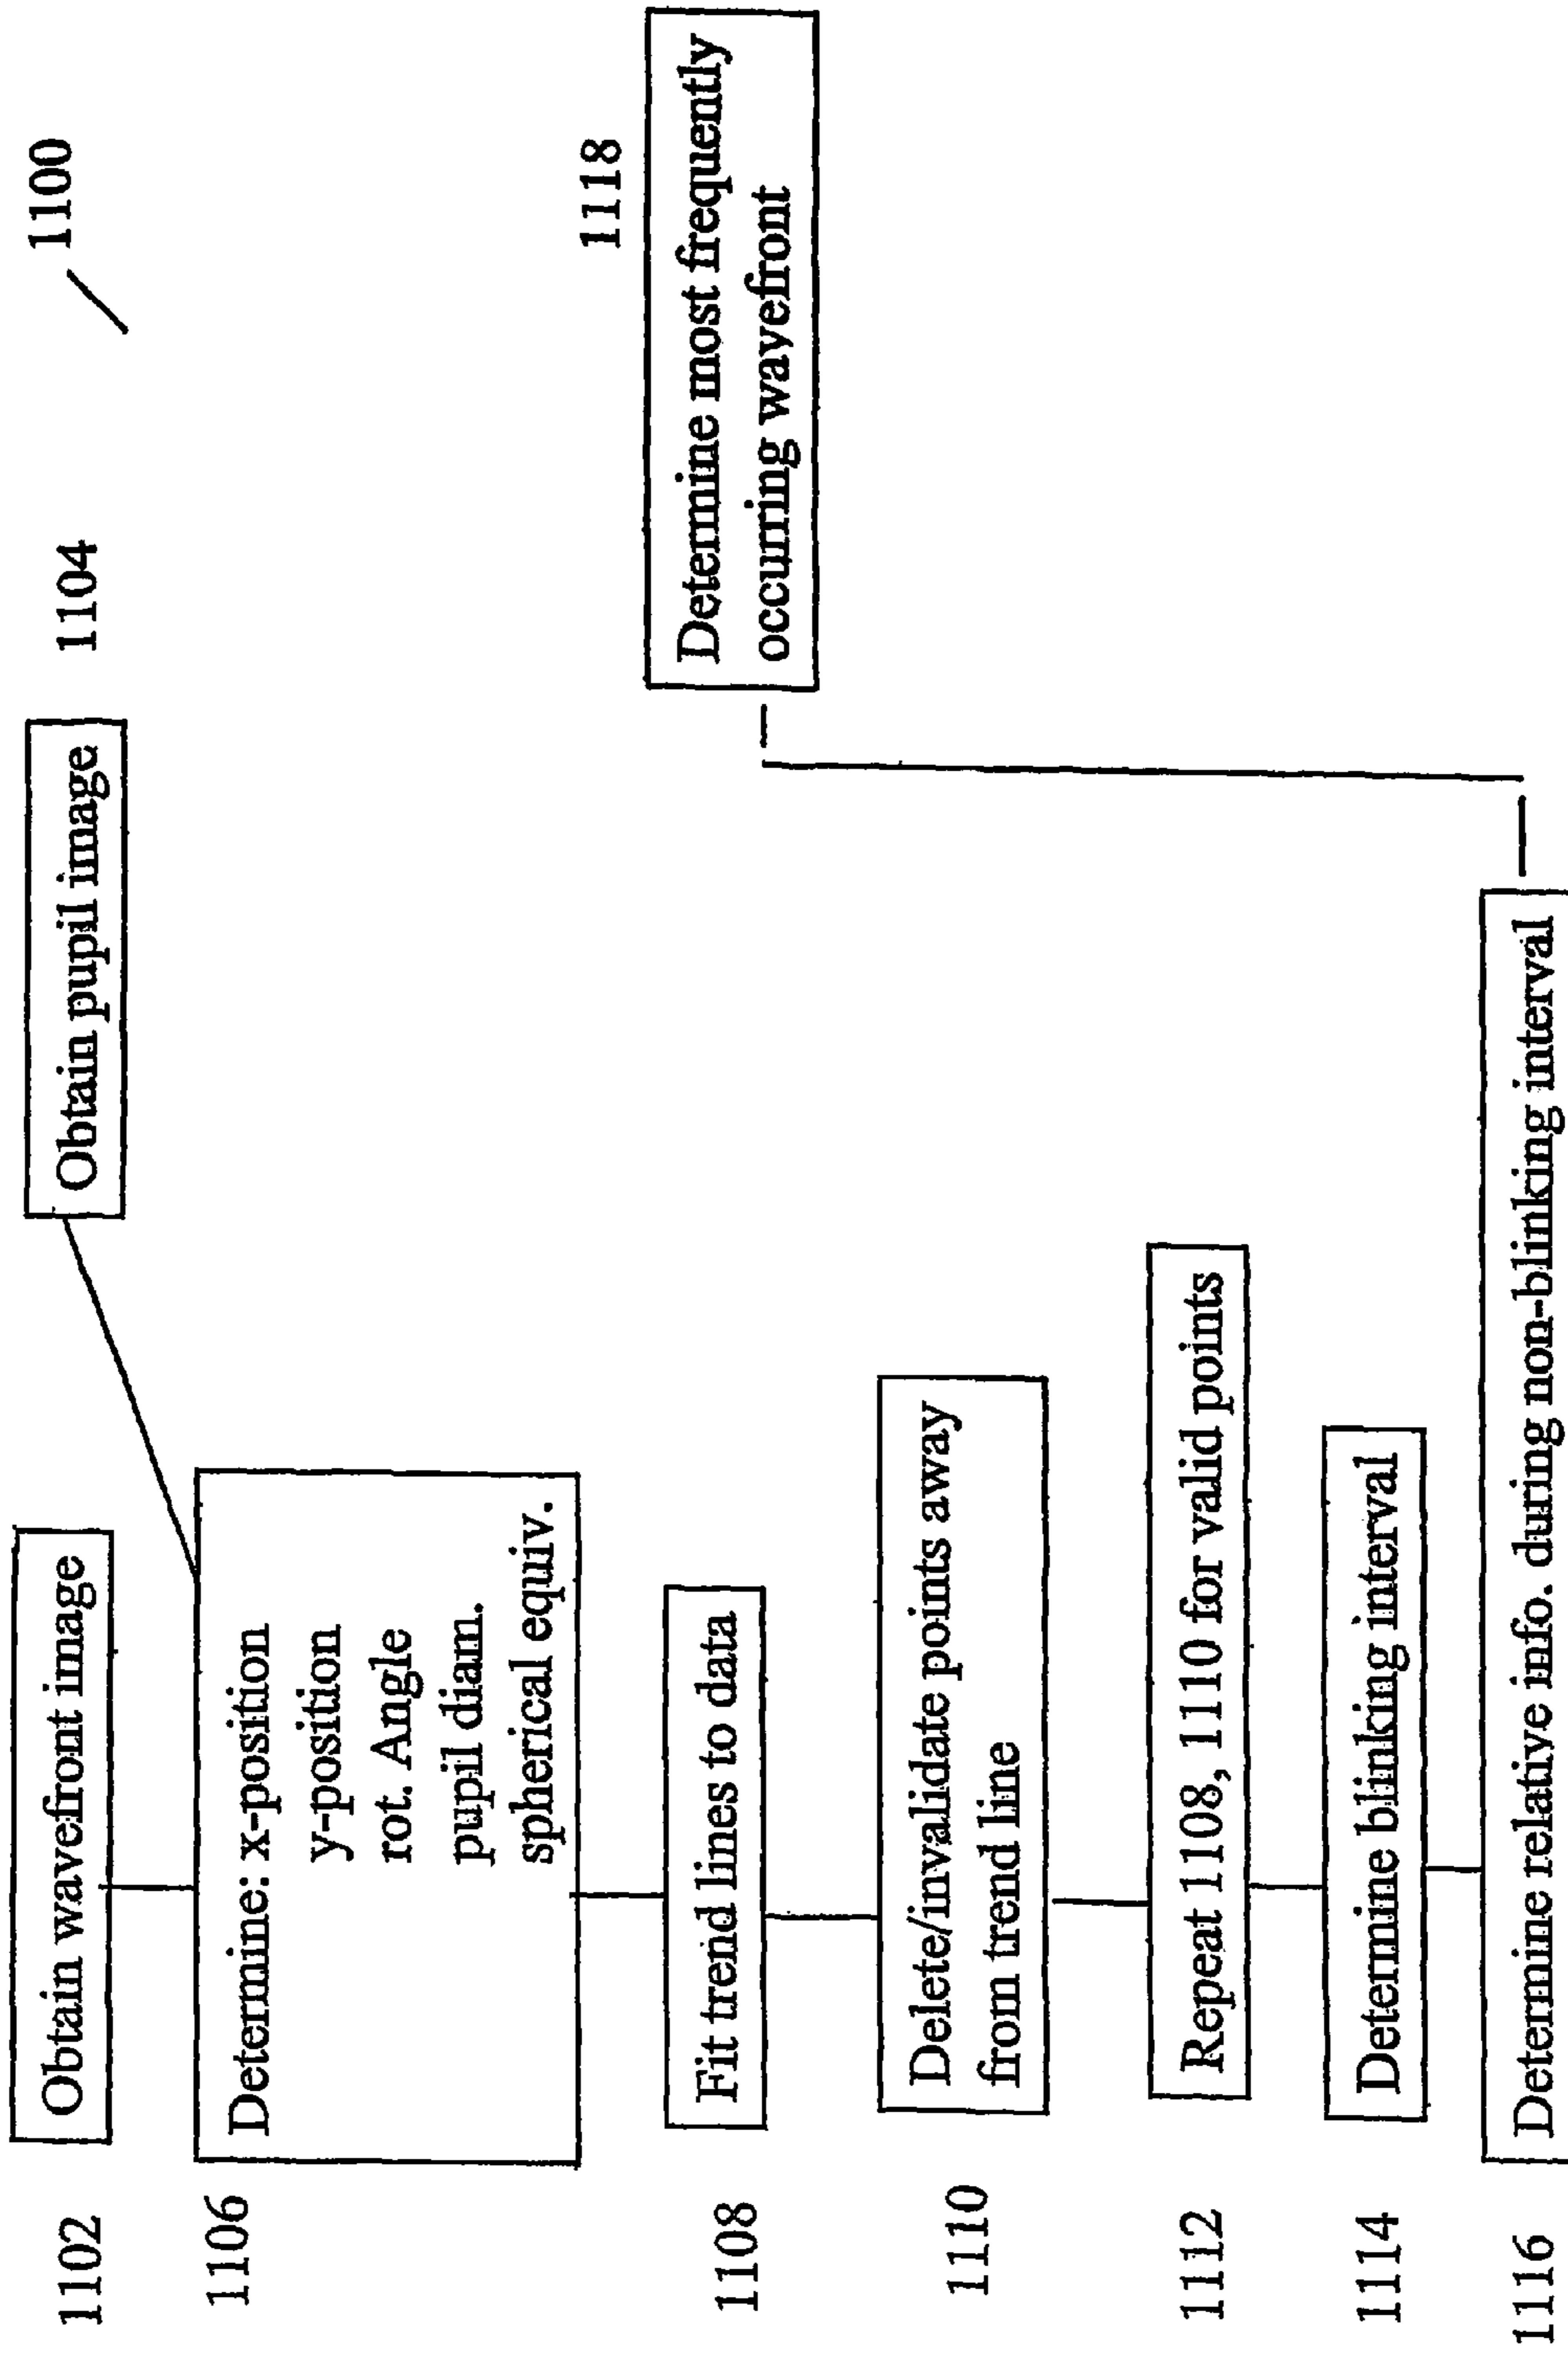 1100
1102
Obtain wavefront image
Obtain pupil image
1104
1106
Determine: x-position
y-position
rot. Angle
pupil diam.
spherical equiv.
1108
Fit trend lines to data
1110
Delete/invalidate points away
from trend line
1112
Repeat 1108, 1110 for valid points
1114
Determine blinking interval
1116
Determine relative info. during non-blinking interval
1118
Determine most frequently
occurring wavefront